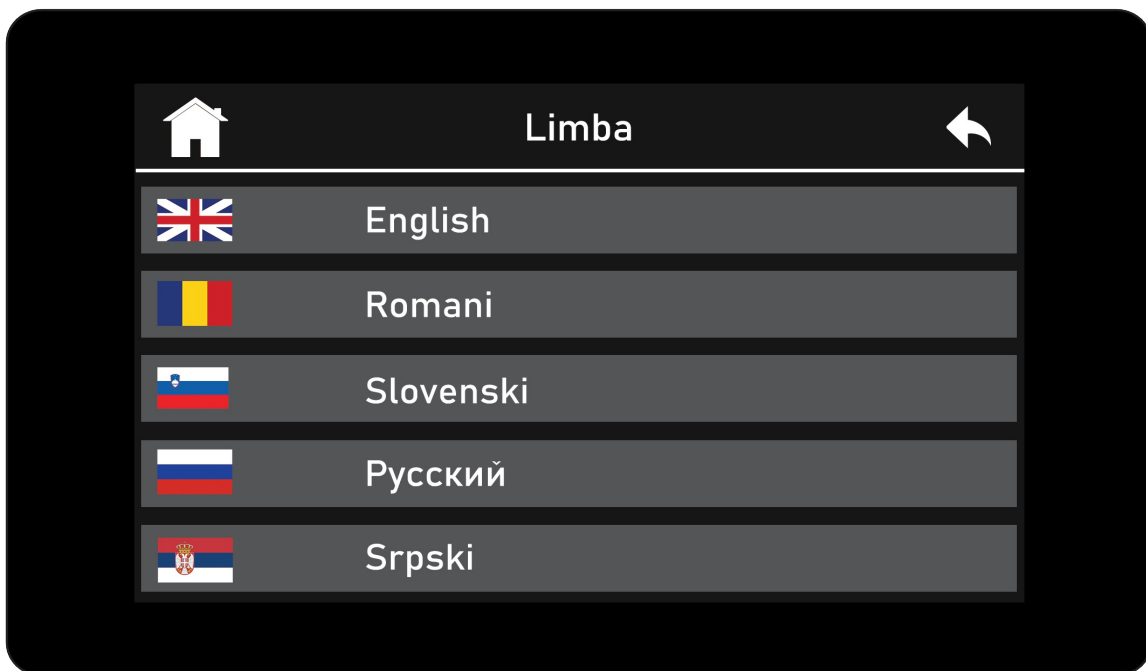 Limba
English
Romani
Slovenski
Русский
Srpski